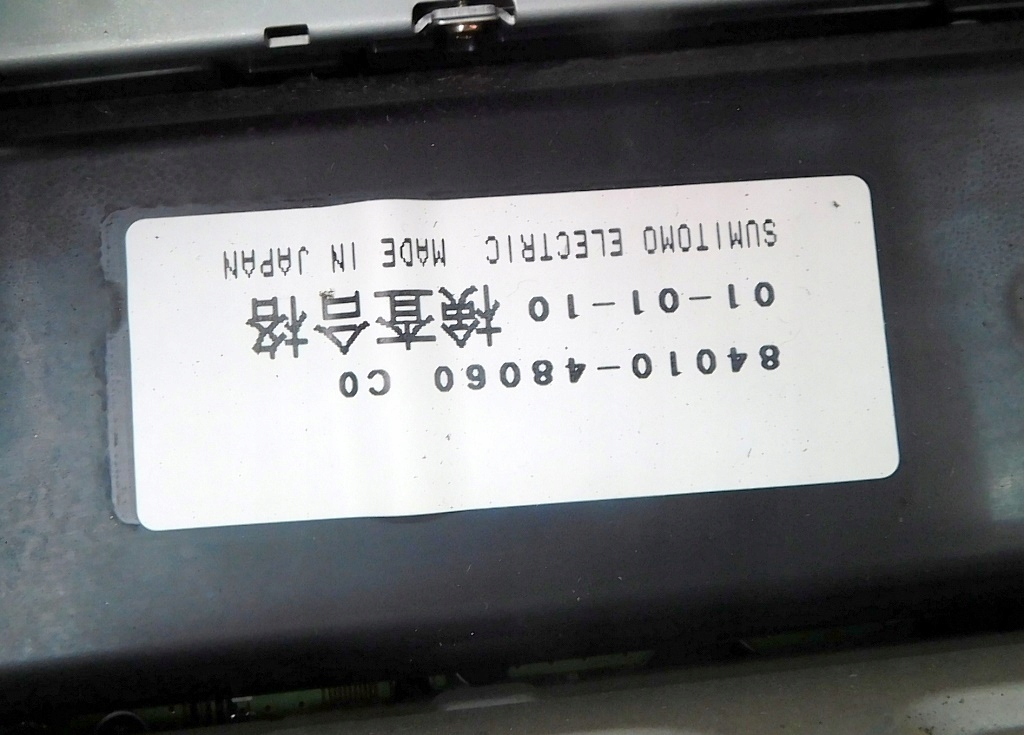 84010-48060 C0
01-01-10 検査合格
SUMITOMO ELECTRIC MADE IN JAPAN